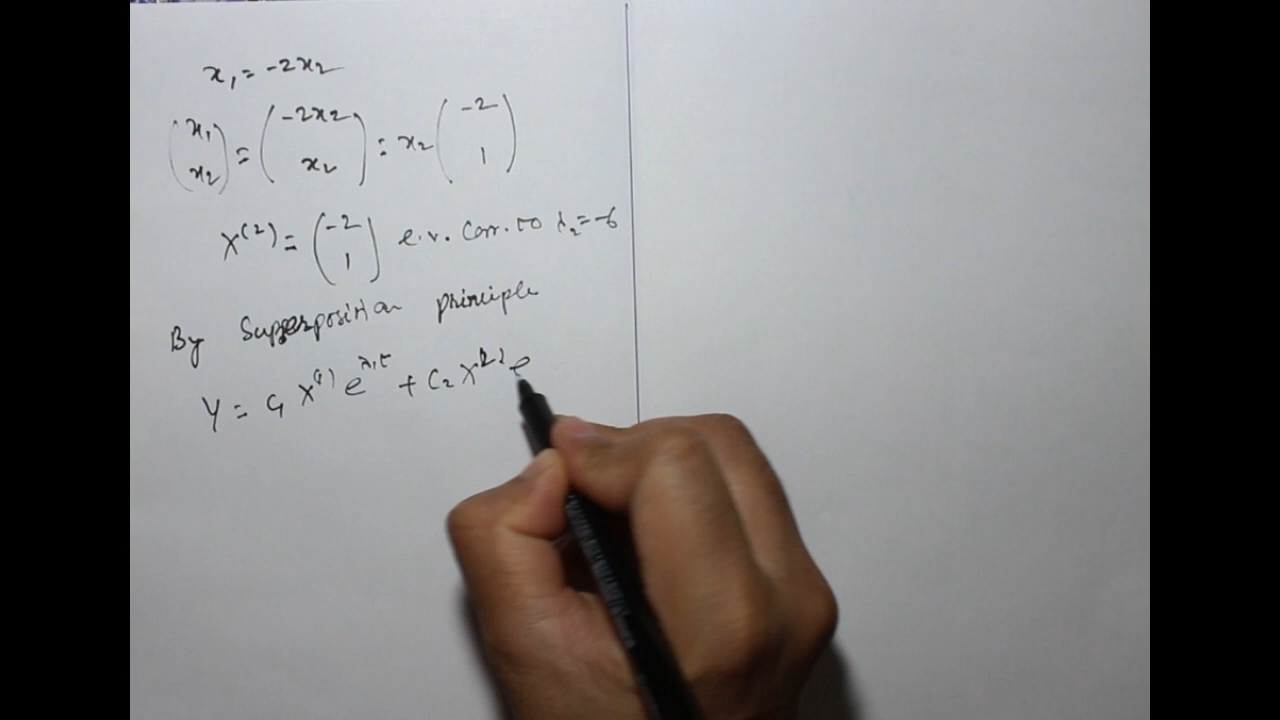 x₁ = -2x₂
(x₁ x₂) = (-2x₂ x₂) = x₂ (-2 1)
X⁽²⁾ = (-2 1) e.v. Corr. to λ₂ = -6
By Superposition principle
Y = C₁ X⁽¹⁾ e^λ₁t + C₂ X⁽²⁾ e